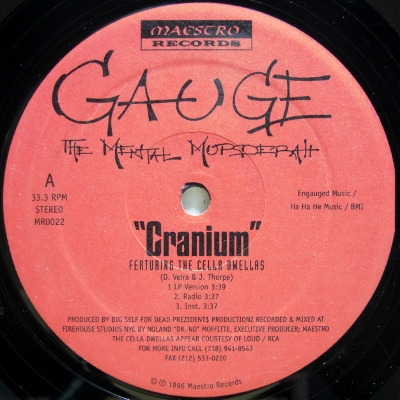 MAESTRO
RECORDS
GAUGE
THE MENTAL MURDERAH
A
33.3 RPM
STEREO
MR0022
Engauged Music /
Ha Ha He Music / BMI
"Cranium"
FEATURING THE CELLA DWELLAS
(D. Veira & J. Thorpe)
1 LP Version 3:39
2. Radio 3:37
3. Inst. 3:37
PRODUCED BY BIG SELF FOR DEAD PREZIDENTS PRODUCTIONZ RECORDED & MIXED AT
FIREHOUSE STUDIOS NYC BY NOLAND "DR. NO" MOFFITTE, EXECUTIVE PRODUCER: MAESTRO
THE CELLA DWELLAS APPEAR COURTESY OF LOUD / RCA
FOR MORE INFO CALL (718) 941-8543
FAX (212) 533-0220
© ℗ 1996 Maestro Records